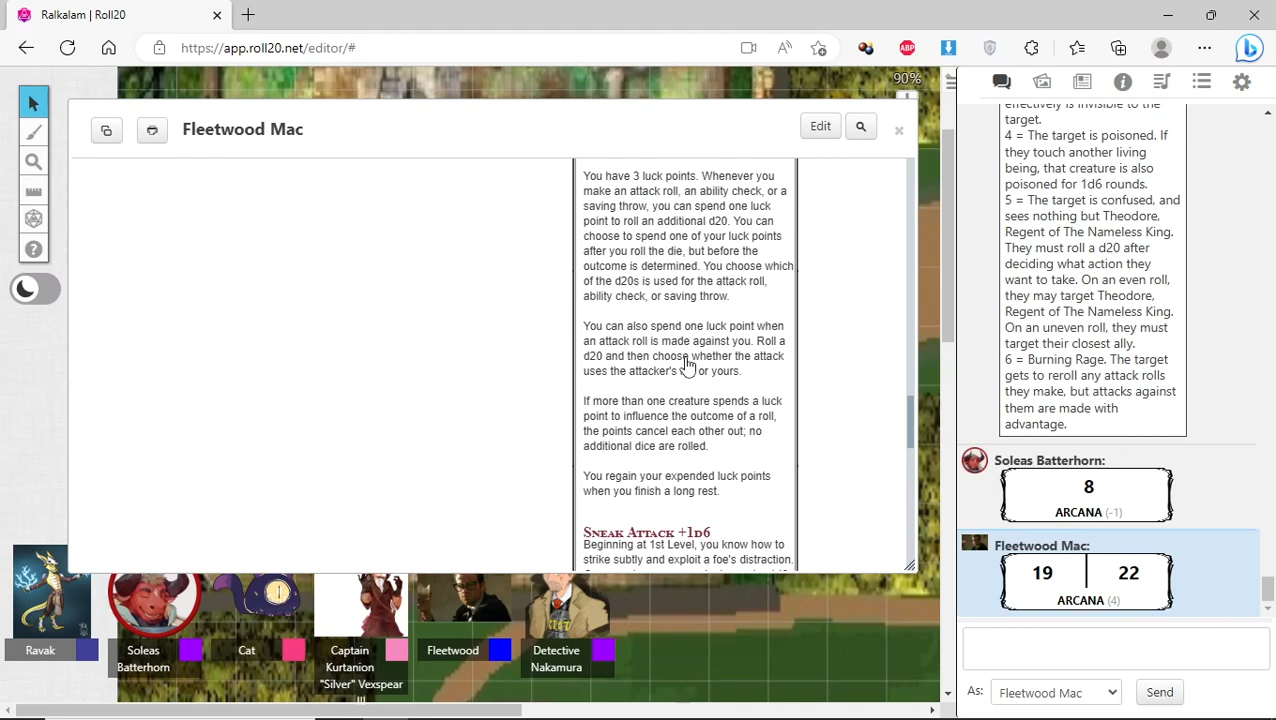 Ralkalam | Roll20
https://app.roll20.net/editor/#
ABP
90%
Fleetwood Mac
Edit
You have 3 luck points. Whenever you
make an attack roll, an ability check, or a
saving throw, you can spend one luck
point to roll an additional d20. You can
choose to spend one of your luck points
after you roll the die, but before the
outcome is determined. You choose which
of the d20s is used for the attack roll,
ability check, or saving throw.
You can also spend one luck point when
an attack roll is made against you. Roll a
d20 and then choose whether the attack
uses the attacker's or yours.
If more than one creature spends a luck
point to influence the outcome of a roll,
the points cancel each other out; no
additional dice are rolled.
You regain your expended luck points
when you finish a long rest.
Sneak Attack +1d6
Beginning at 1st Level, you know how to
strike subtly and exploit a foe's distraction.
Ravak
Soleas
Batterhorn
Cat
Captain
Kurtanion
"Silver" Vexspear
III
Fleetwood
Detective
Nakamura
effectively is invisible to the
target.
4 = The target is poisoned. If
they touch another living
being, that creature is also
poisoned for 1d6 rounds.
5 = The target is confused, and
sees nothing but Theodore,
Regent of The Nameless King.
They must roll a d20 after
deciding what action they
want to take. On an even roll,
they may target Theodore,
Regent of The Nameless King.
On an uneven roll, they must
target their closest ally.
6 = Burning Rage. The target
gets to reroll any attack rolls
they make, but attacks against
them are made with
advantage.
Soleas Batterhorn:
8
ARCANA (-1)
Fleetwood Mac:
19 22
ARCANA (4)
As: Fleetwood Mac Send